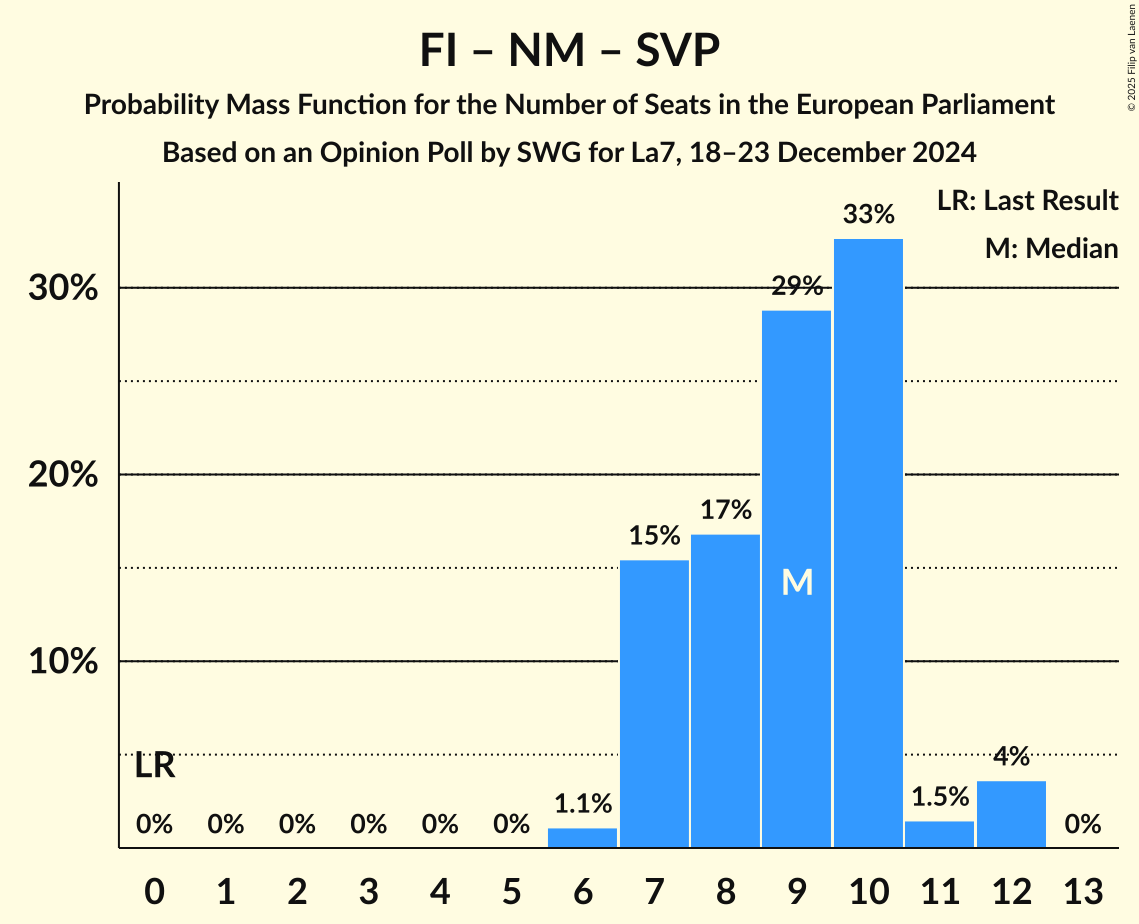 FI – NM – SVP
Probability Mass Function for the Number of Seats in the European Parliament
Based on an Opinion Poll by SWG for La7, 18–23 December 2024
© 2025 Filip van Laenen
LR: Last Result
M: Median
30%
20%
10%
33%
29%
17%
15%
M
LR
4%
1.5%
1.1%
0% 0% 0% 0% 0% 0% 0%
0 1 2 3 4 5 6 7 8 9 10 11 12 13